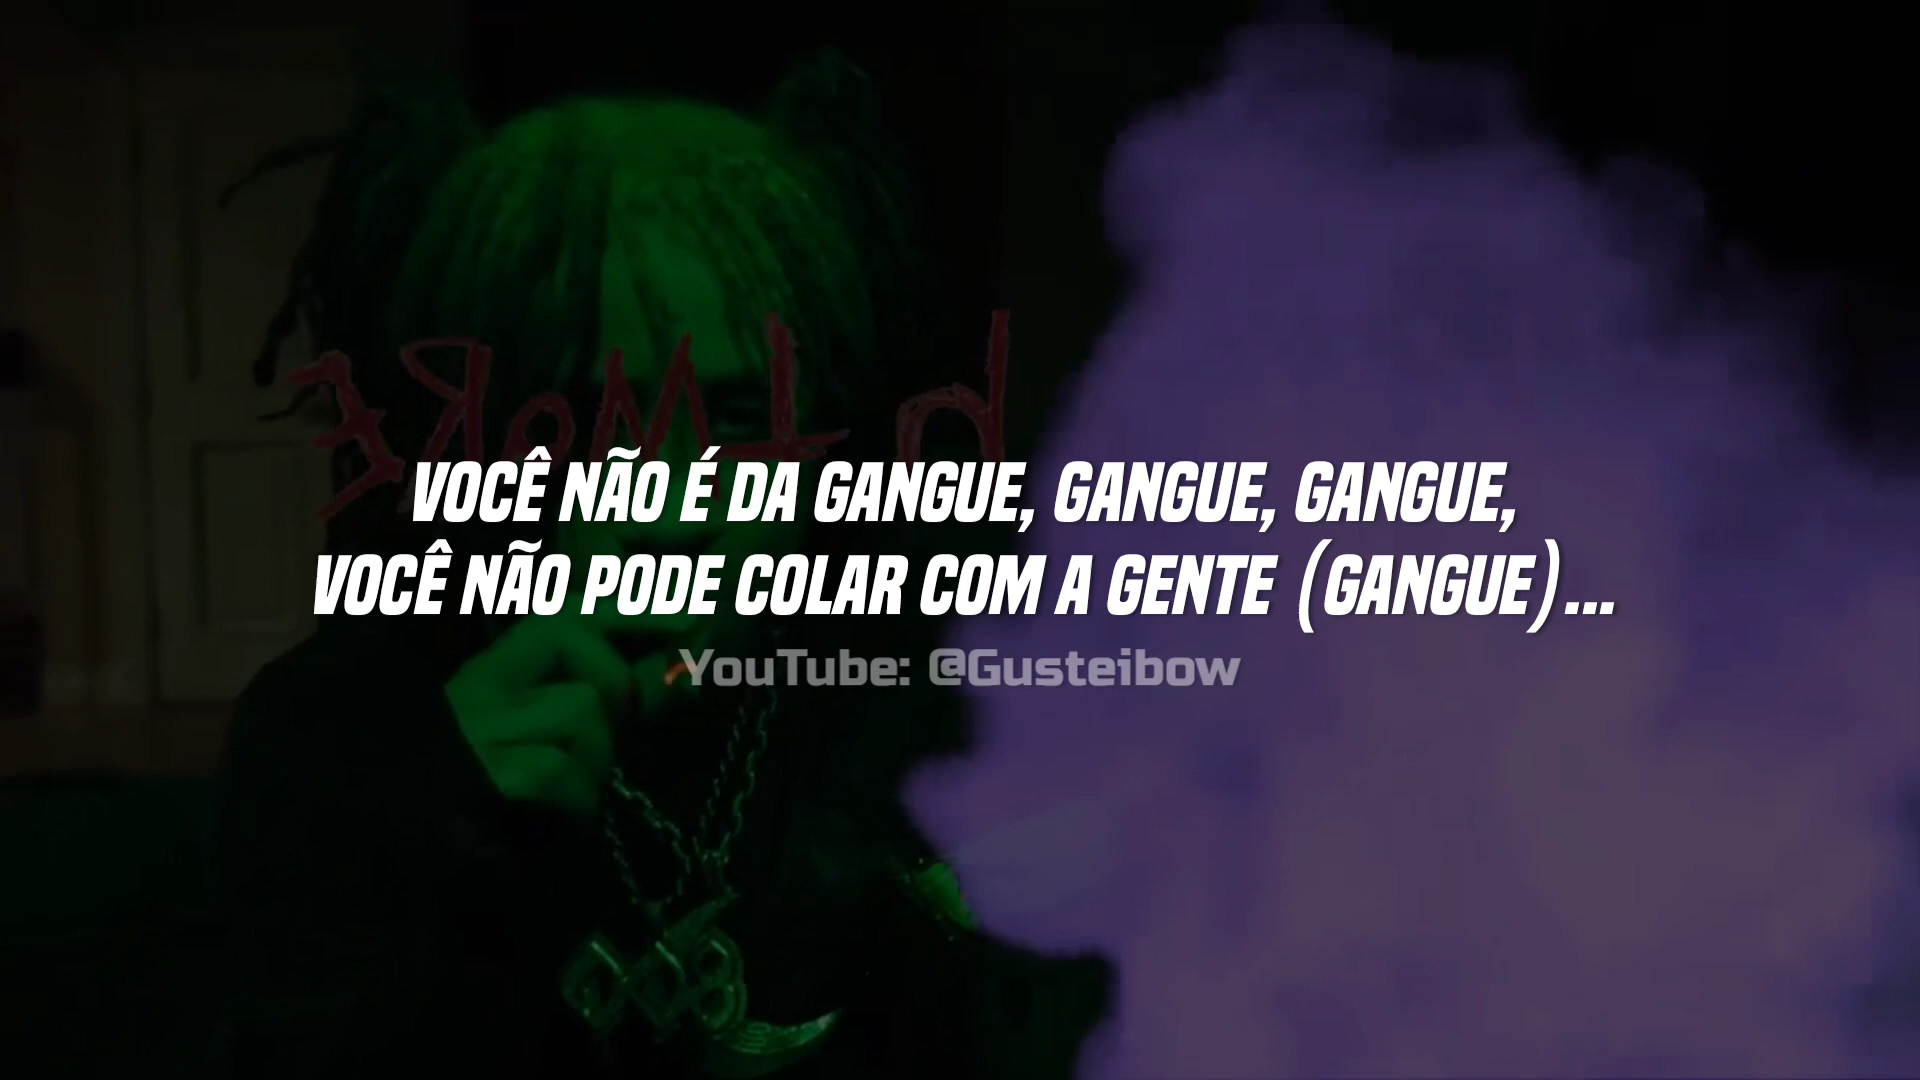 VOCÊ NÃO É DA GANGUE, GANGUE, GANGUE,
VOCÊ NÃO PODE COLAR COM A GENTE (GANGUE)...
YouTube: @Gusteibow